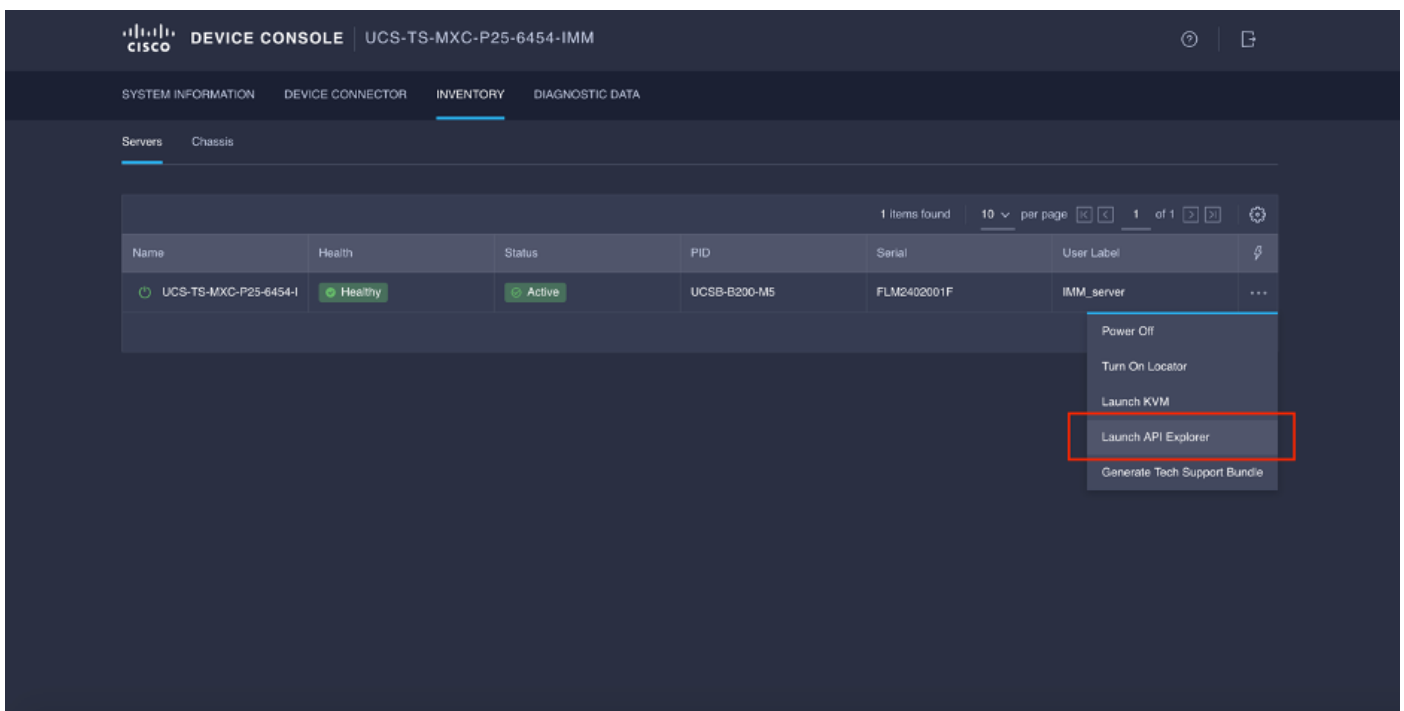 CISCO DEVICE CONSOLE UCS-TS-MXC-P25-6454-IMM
SYSTEM INFORMATION DEVICE CONNECTOR INVENTORY DIAGNOSTIC DATA
Servers Chassis
1 items found 10 per page 1 of 1
Name Health Status PID Serial User Label
UCS-TS-MXC-P25-6454-I Healthy Active UCSB-B200-M5 FLM2402001F IMM_server ...
Power Off
Turn On Locator
Launch KVM
Launch API Explorer
Generate Tech Support Bundle